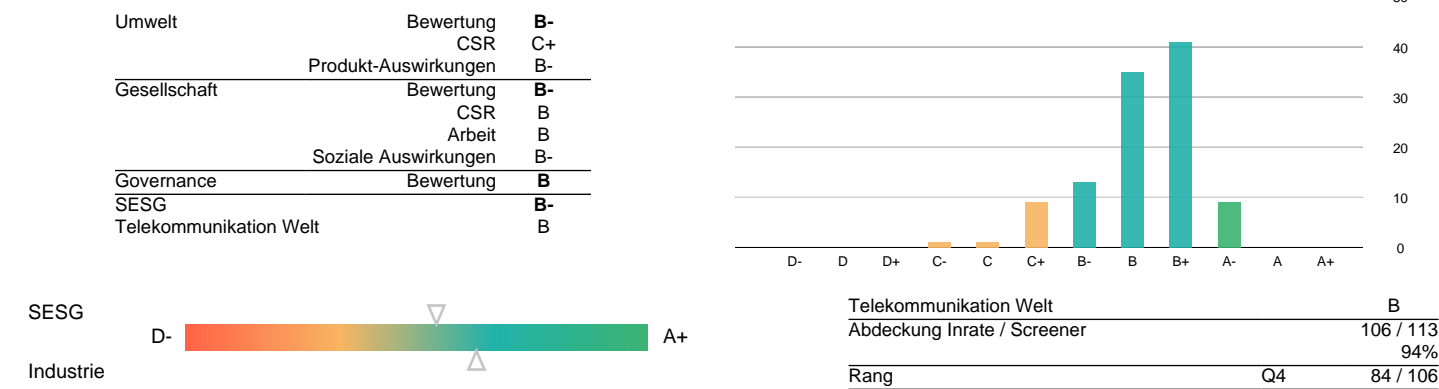 Umwelt Bewertung B-
CSR C+
Produkt-Auswirkungen B-
Gesellschaft Bewertung B-
CSR B
Arbeit B
Soziale Auswirkungen B-
Governance Bewertung B
SESG B-
Telekommunikation Welt B
40
30
20
10
0
D- D D+ C- C C+ B- B B+ A- A A+
SESG
D- A+
Industrie
Telekommunikation Welt B
Abdeckung Inrate / Screener 106 / 113
94%
Rang Q4 84 / 106